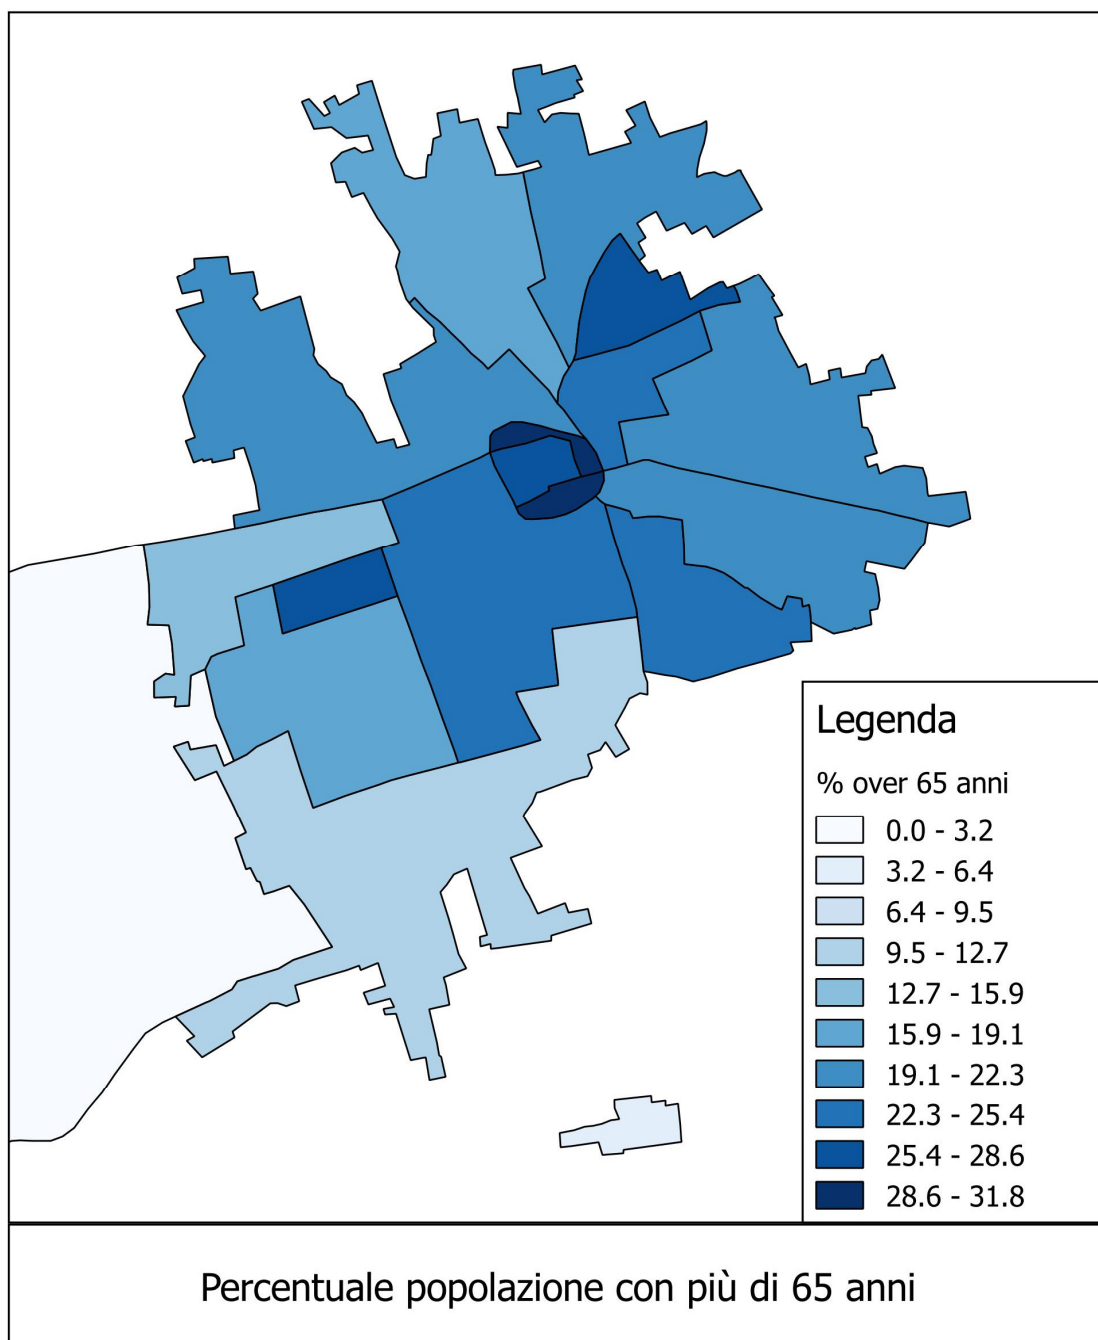 Legenda
% over 65 anni
0.0 - 3.2
3.2 - 6.4
6.4 - 9.5
9.5 - 12.7
12.7 - 15.9
15.9 - 19.1
19.1 - 22.3
22.3 - 25.4
25.4 - 28.6
28.6 - 31.8
Percentuale popolazione con più di 65 anni